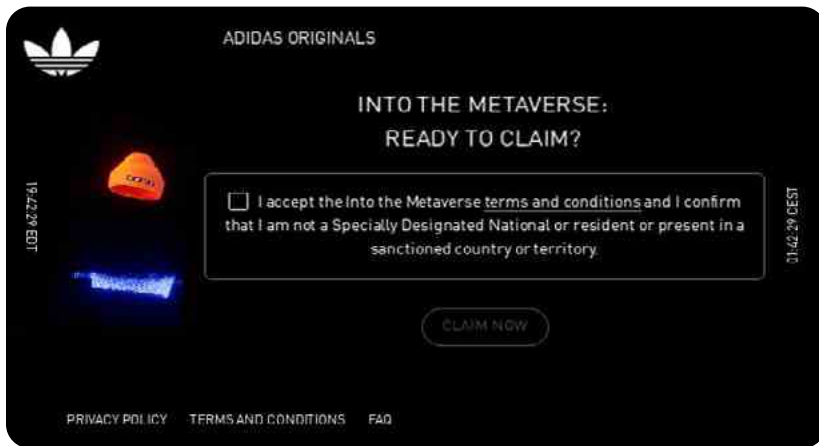 ADIDAS ORIGINALS
INTO THE METAVERSE:
READY TO CLAIM?
19:42:29 EDT
I accept the Into the Metaverse terms and conditions and I confirm
that I am not a Specially Designated National or resident or present in a
sanctioned country or territory.
01:42:29 CEST
CLAIM NOW
PRIVACY POLICY TERMS AND CONDITIONS FAQ